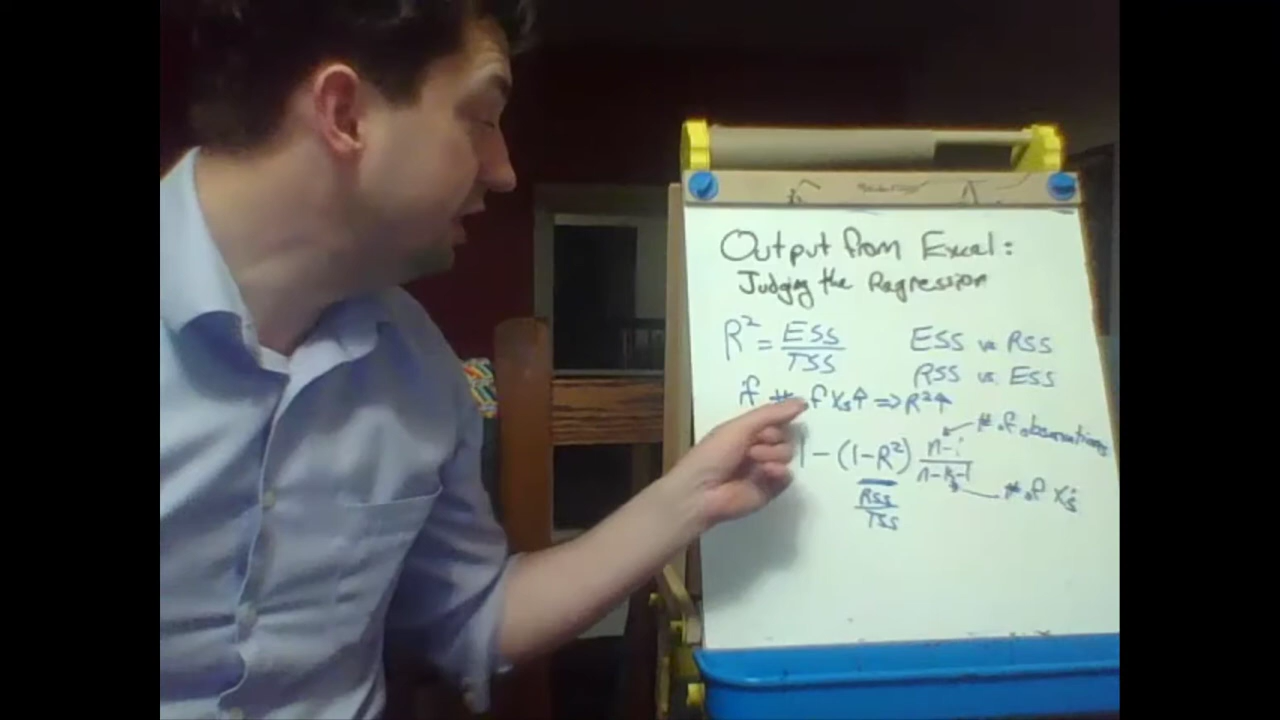 Output from Excel:
Judging the Regression
R² = ESS/TSS
ESS vs RSS
RSS vs. ESS
if # of Xs↑ => R²↑
# of observations
1 - (1-R²) n-1/n-k-1
# of Xs
RSS/TSS